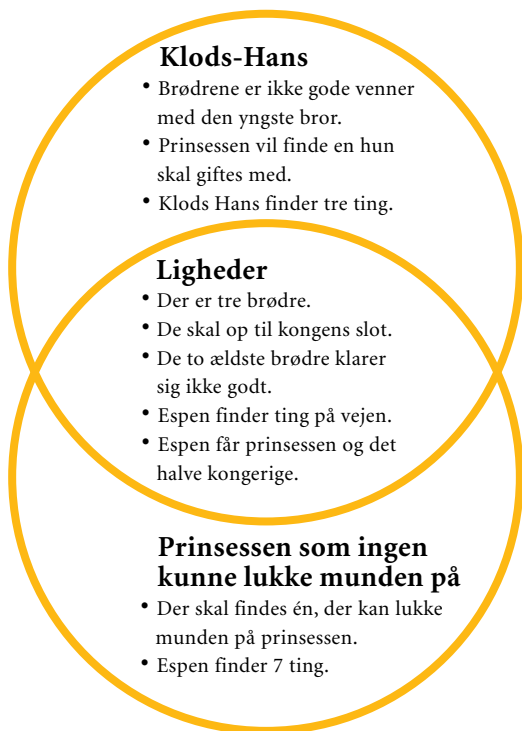 Klods-Hans
• Brødrene er ikke gode venner
med den yngste bror.
• Prinsessen vil finde en hun
skal giftes med.
• Klods Hans finder tre ting.
Ligheder
• Der er tre brødre.
• De skal op til kongens slot.
• De to ældste brødre klarer
sig ikke godt.
• Espen finder ting på vejen.
• Espen får prinsessen og det
halve kongerige.
Prinsessen som ingen
kunne lukke munden på
• Der skal findes én, der kan lukke
munden på prinsessen.
• Espen finder 7 ting.